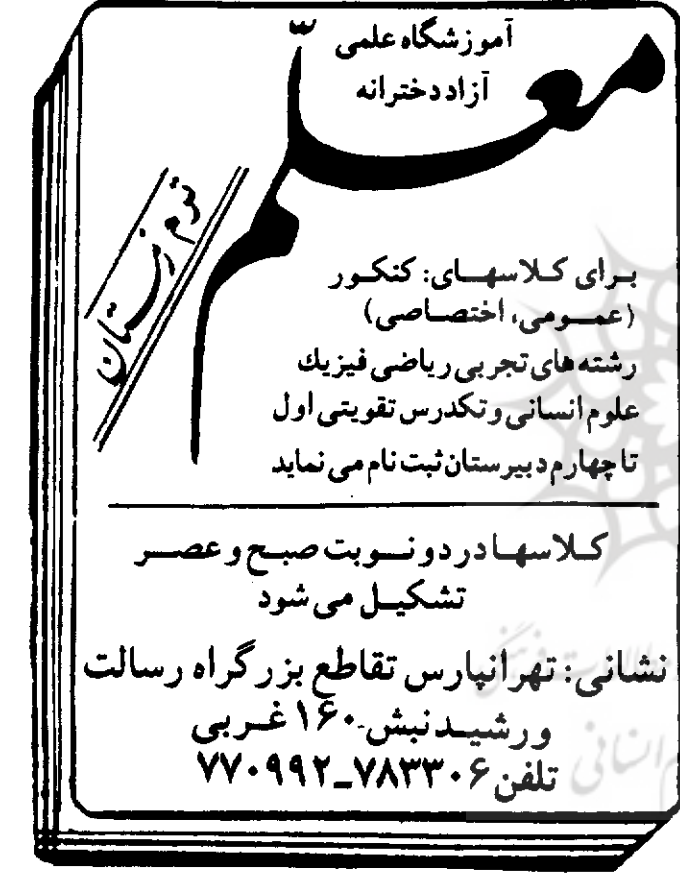 آموزشگاه علمی
آزاد دخترانه
معلّم
ترم زمستان
برای کلاسهای: کنکور
(عمومی، اختصاصی)
رشته‌های تجربی ریاضی فیزیك
علوم انسانی و تکدرس تقویتی اول
تا چهارم دبیرستان ثبت نام می نماید
کلاسها در دو نوبت صبح و عصر
تشکیل می شود
نشانی: تهرانپارس تقاطع بزرگراه رسالت
و رشید نبش ۱۶۰ غربی
تلفن ۷۸۳۳۰۶_۷۷۰۹۹۲